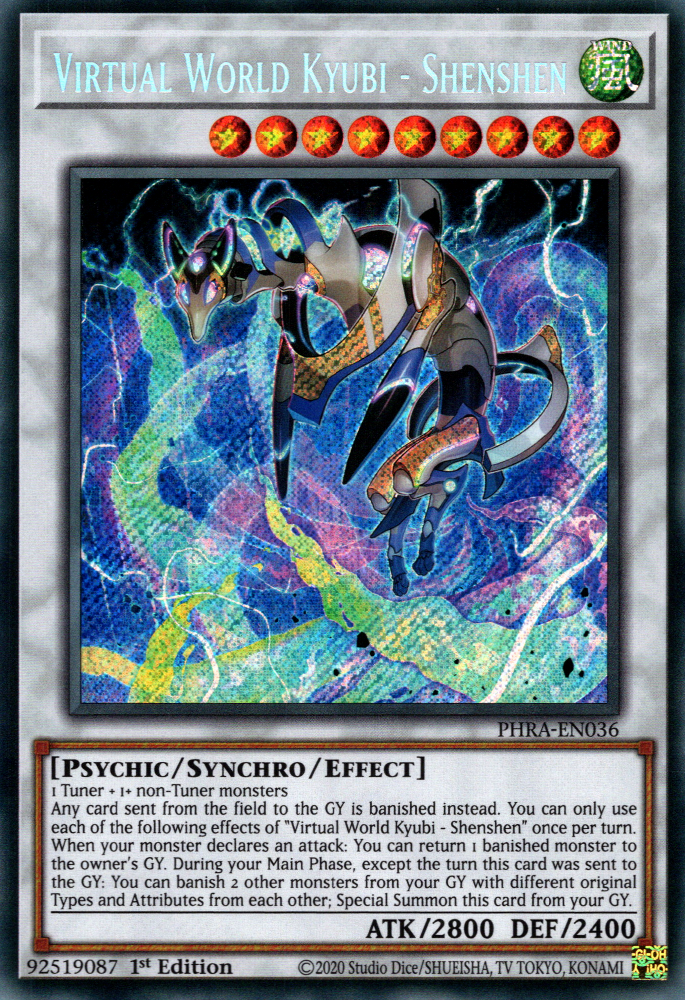 VIRTUAL WORLD KYUBI - SHENSHEN
WIND
風
PHRA-EN036
[PSYCHIC/SYNCHRO/EFFECT]
1 Tuner + 1+ non-Tuner monsters
Any card sent from the field to the GY is banished instead. You can only use
each of the following effects of "Virtual World Kyubi - Shenshen" once per turn.
When your monster declares an attack: You can return 1 banished monster to
the owner's GY. During your Main Phase, except the turn this card was sent to
the GY: You can banish 2 other monsters from your GY with different original
Types and Attributes from each other; Special Summon this card from your GY.
ATK/2800 DEF/2400
92519087 1st Edition ©2020 Studio Dice/SHUEISHA, TV TOKYO, KONAMI